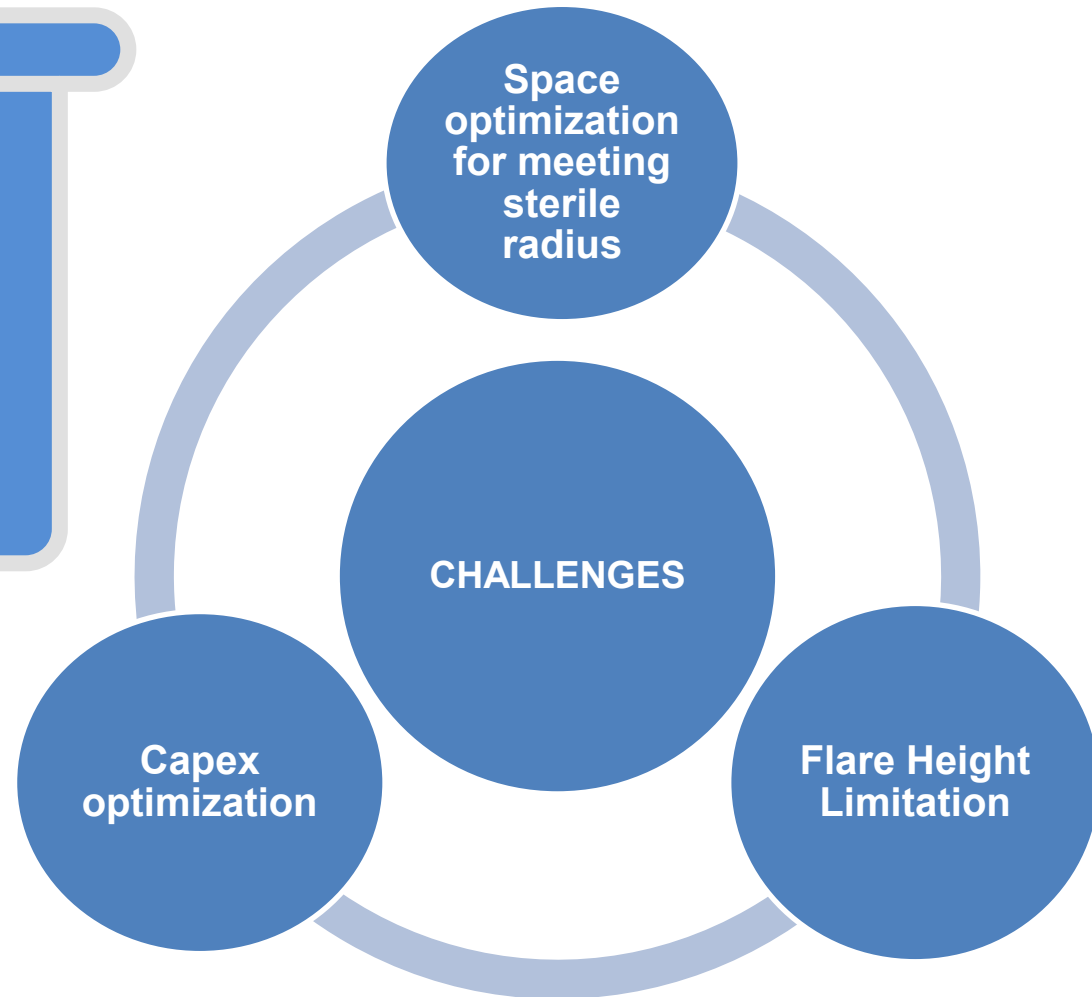 Space
optimization
for meeting
sterile
radius
CHALLENGES
Capex
optimization
Flare Height
Limitation